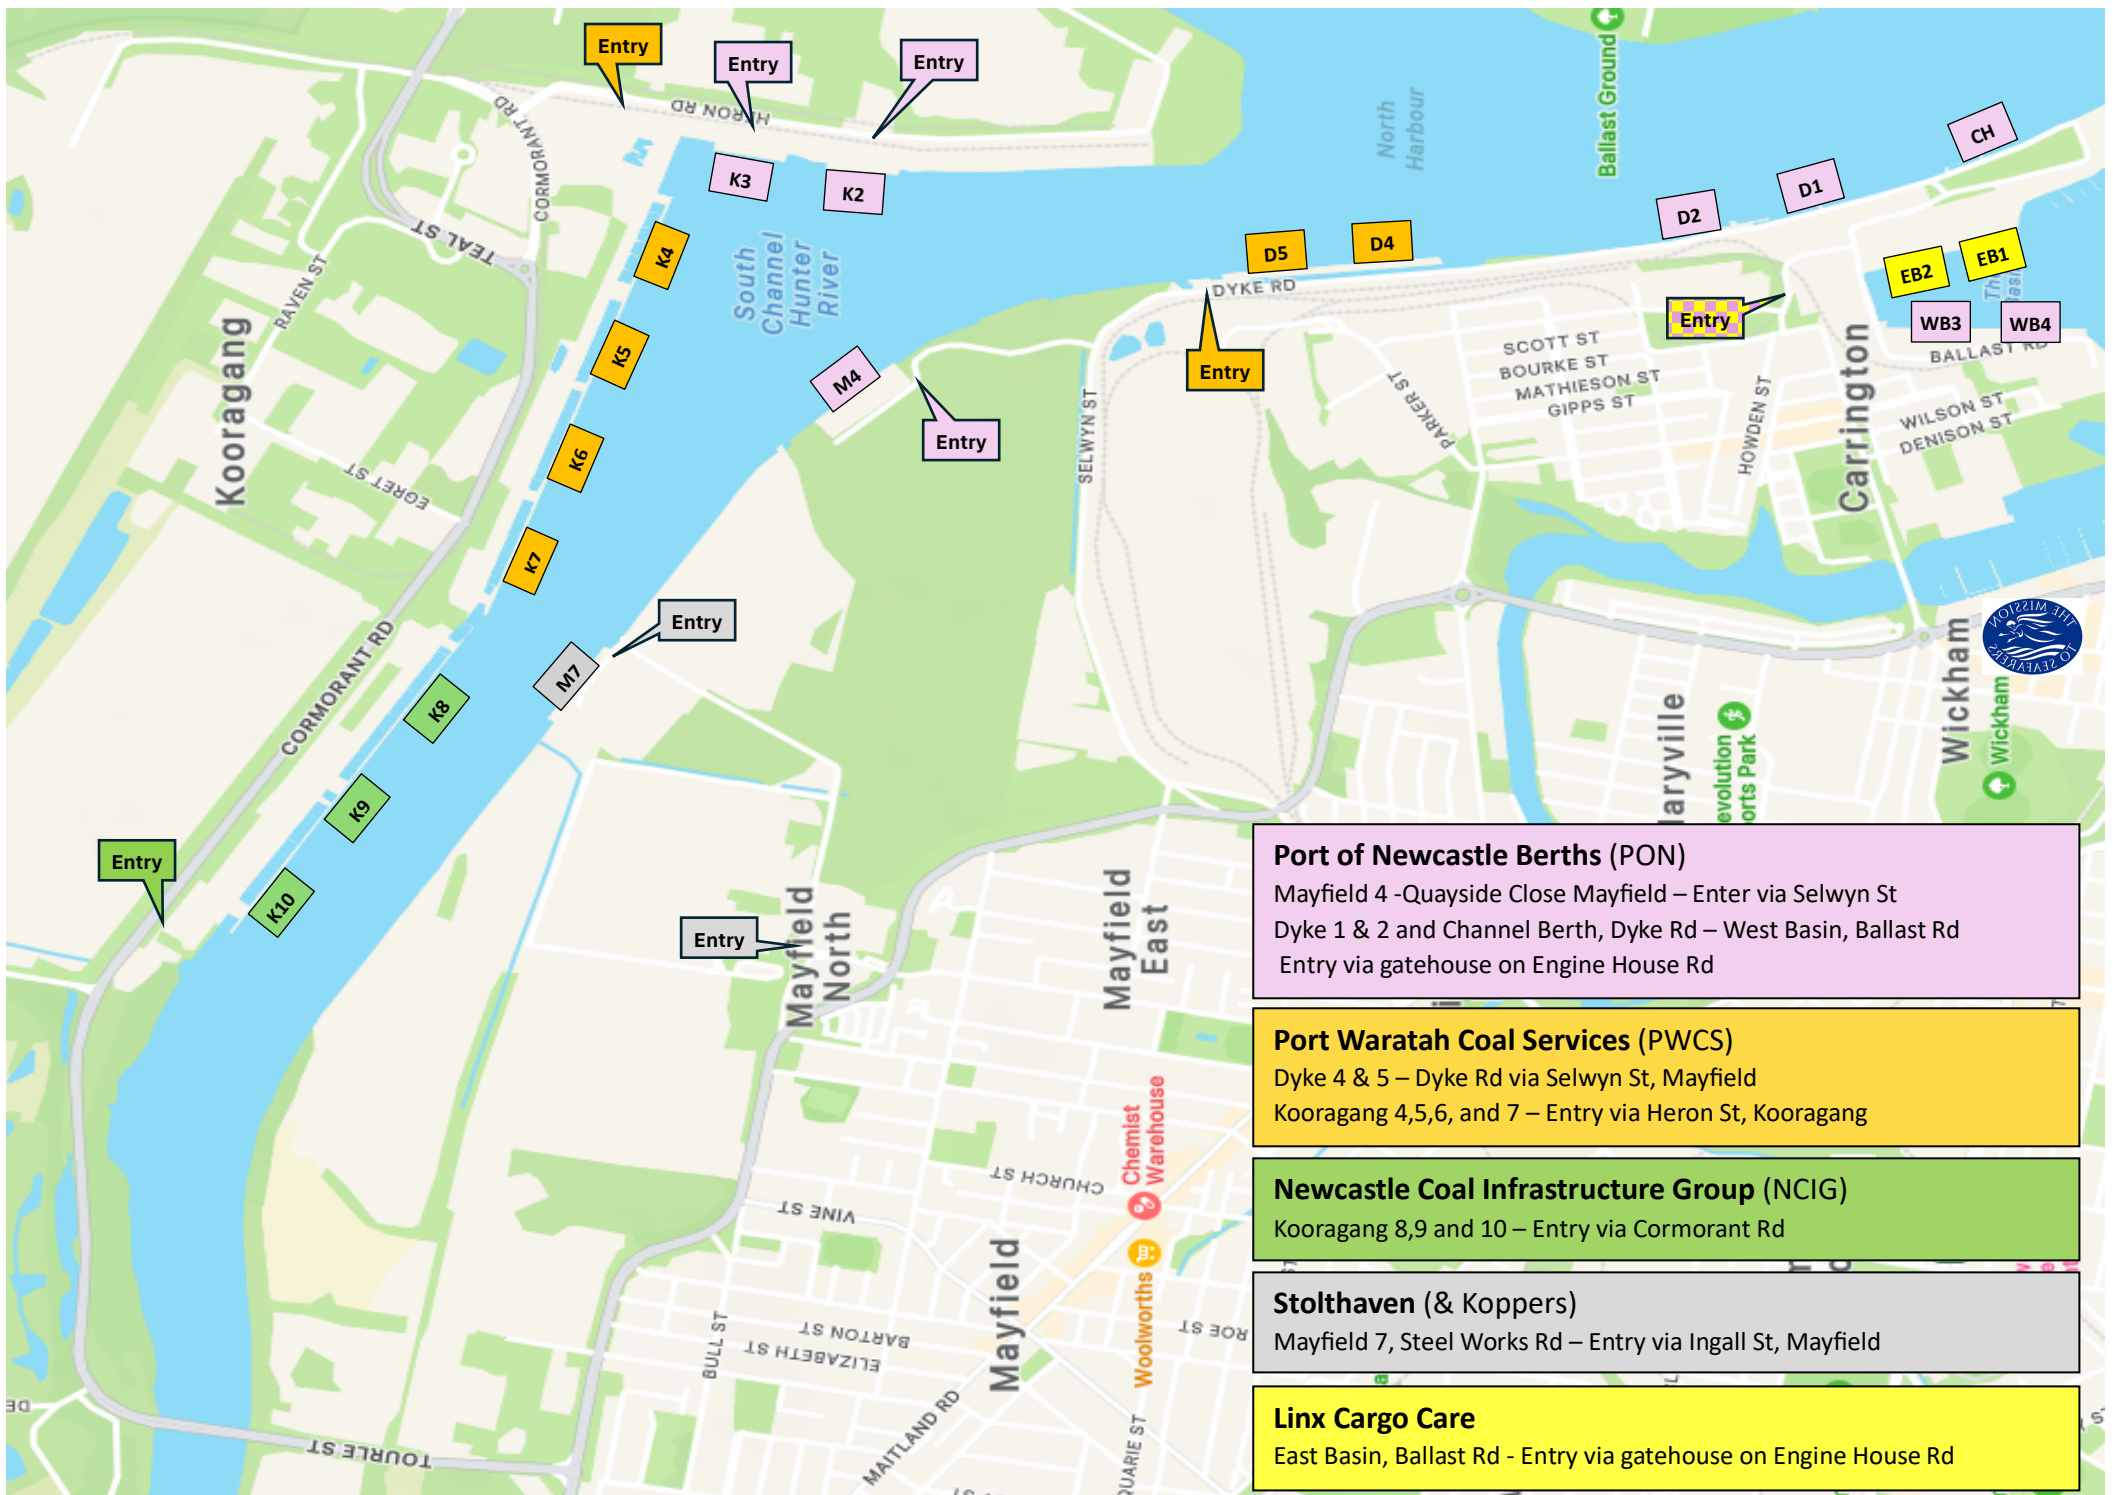 Entry
Entry
Entry
Ballast Ground
HERON RD
CORMORANT RD
CORMORANT RD
North
Harbour
CH
K3
K2
D1
D2
TEAL ST
RAVEN ST
K4
South
Channel
Hunter
River
D5
D4
DYKE RD
EB2
EB1
Entry
WB3
WB4
BALLAST RD
Kooragang
K5
M4
Entry
SCOTT ST
BOURKE ST
MATHIESON ST
GIPPS ST
PARKER ST
HOWDEN ST
Carrington
WILSON ST
DENISON ST
SELWYN ST
Entry
EGRET ST
K6
K7
Entry
M7
THE MISSION
TO SEAFARERS
Wickham
Wickham
CORMORANT RD
K8
K9
K10
Entry
Entry
Mayfield
North
Mayfield
East
Port of Newcastle Berths (PON)
Mayfield 4 -Quayside Close Mayfield – Enter via Selwyn St
Dyke 1 & 2 and Channel Berth, Dyke Rd – West Basin, Ballast Rd
Entry via gatehouse on Engine House Rd
Port Waratah Coal Services (PWCS)
Dyke 4 & 5 – Dyke Rd via Selwyn St, Mayfield
Kooragang 4,5,6, and 7 – Entry via Heron St, Kooragang
Newcastle Coal Infrastructure Group (NCIG)
Kooragang 8,9 and 10 – Entry via Cormorant Rd
Stolthaven (& Koppers)
Mayfield 7, Steel Works Rd – Entry via Ingall St, Mayfield
Linx Cargo Care
East Basin, Ballast Rd - Entry via gatehouse on Engine House Rd
Chemist
Warehouse
CHURCH ST
VINE ST
Mayfield
Woolworths
BULL ST
BARTON ST
ELIZABETH ST
ROE ST
MAITLAND RD
TOURLE ST